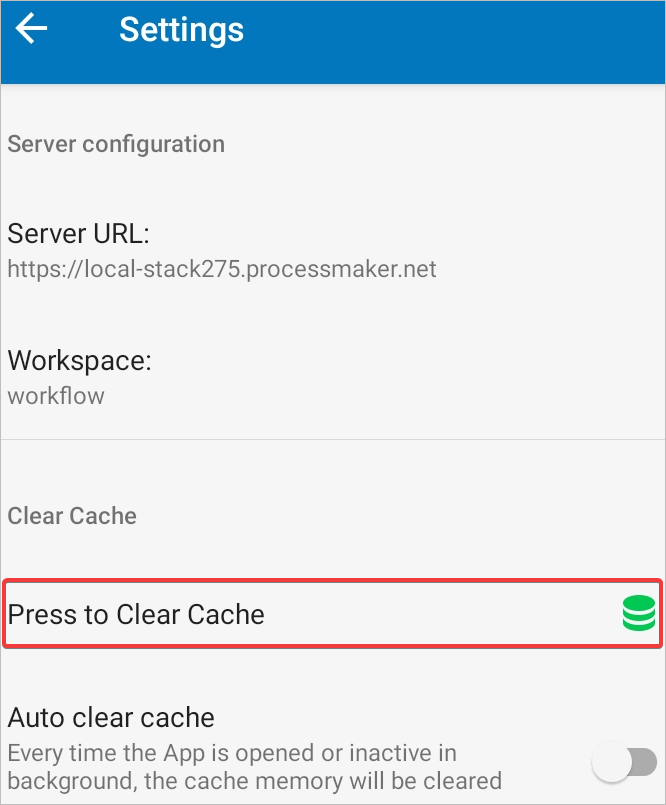 Settings
Server configuration
Server URL:
https://local-stack275.processmaker.net
Workspace:
workflow
Clear Cache
Press to Clear Cache
Auto clear cache
Every time the App is opened or inactive in
background, the cache memory will be cleared